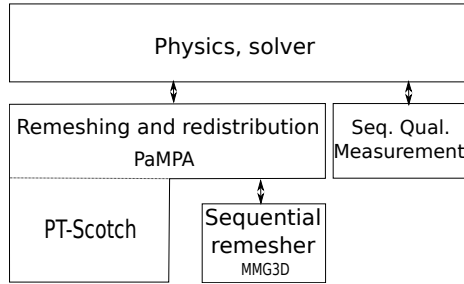 Physics, solver
Remeshing and redistribution
PaMPA
Seq. Qual.
Measurement
PT-Scotch
Sequential
remesher
MMG3D